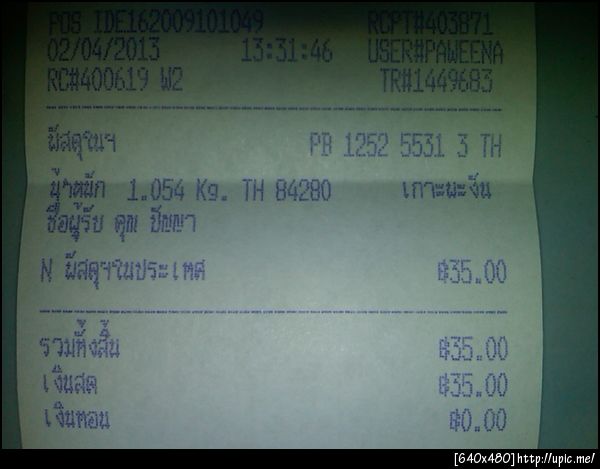 POS IDE162009101049 RCPT#403871
02/04/2013 13:31:46 USER#PAWEENA
RC#400619 W2 TR#1449683
พัสดุในฯ PB 1252 5531 3 TH
น้ำหนัก 1.054 Kg. TH 84280 เกาะพะงัน
ชื่อผู้รับ คุณ ปัญญา
N พัสดุฯในประเทศ ฿35.00
รวมทั้งสิ้น ฿35.00
เงินสด ฿35.00
เงินทอน ฿0.00
[640x480]http://upic.me/